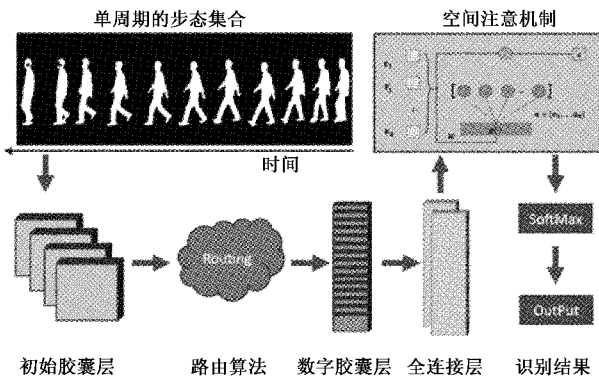 单周期的步态集合
空间注意机制
时间
Routing
SoftMax
OutPut
初始胶囊层
路由算法
数字胶囊层
全连接层
识别结果